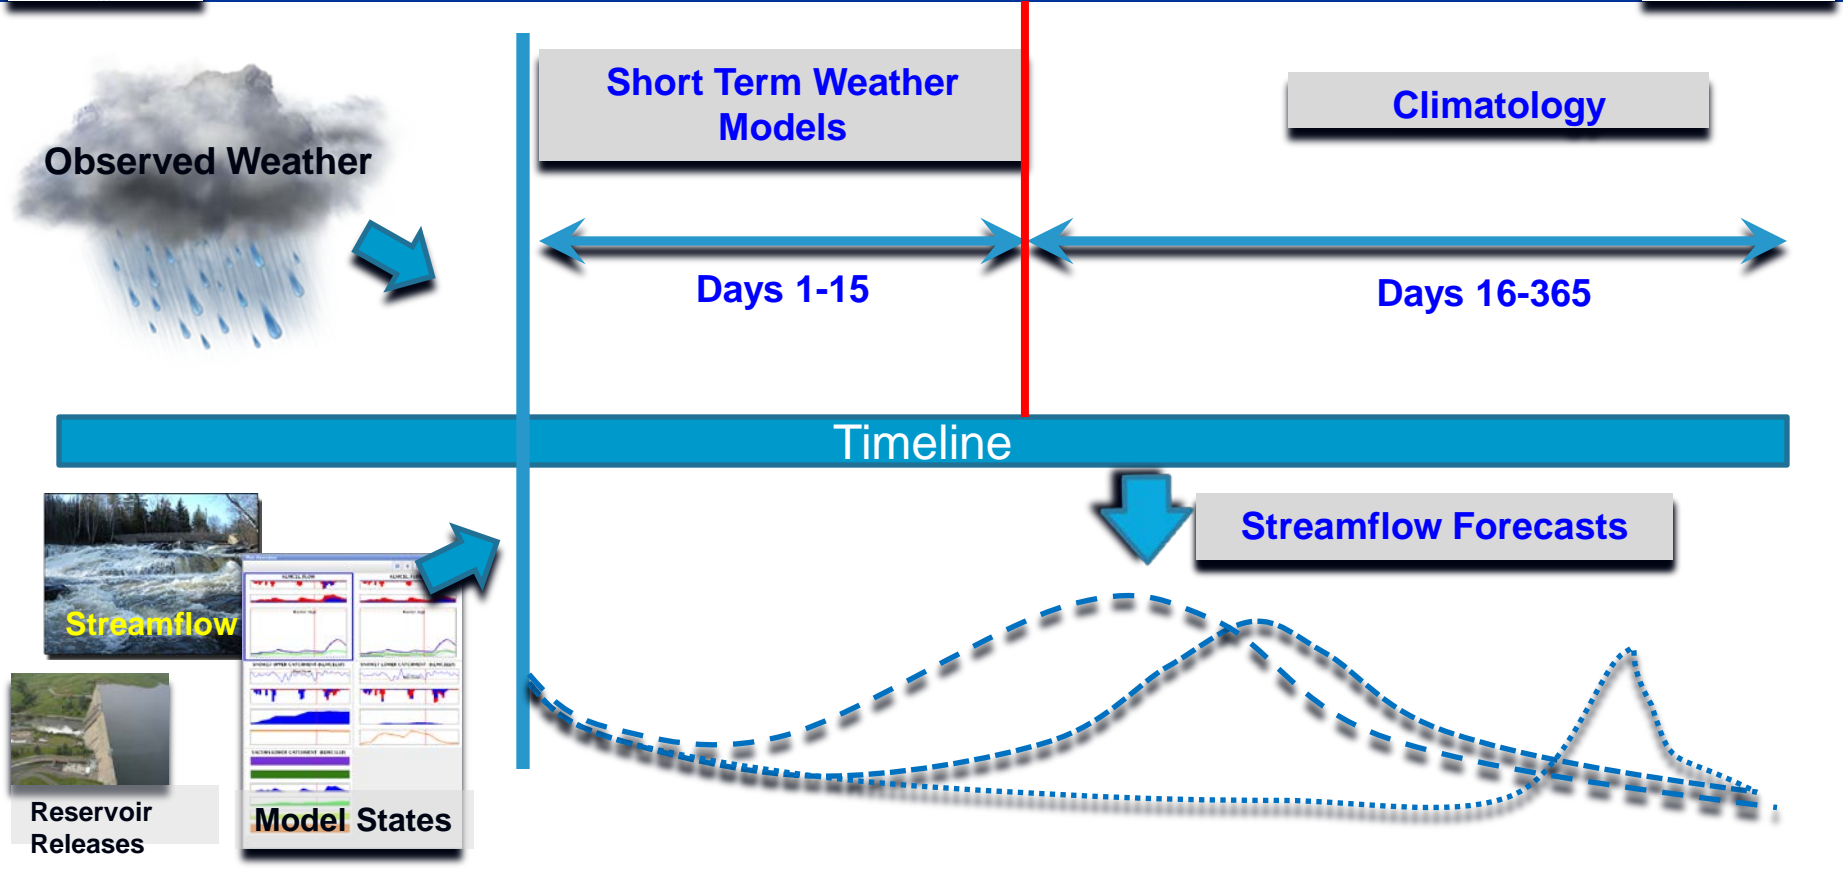 Short Term Weather
Models
Climatology
Observed Weather
Days 1-15
Days 16-365
Timeline
Streamflow Forecasts
Streamflow
Reservoir
Releases
Model States